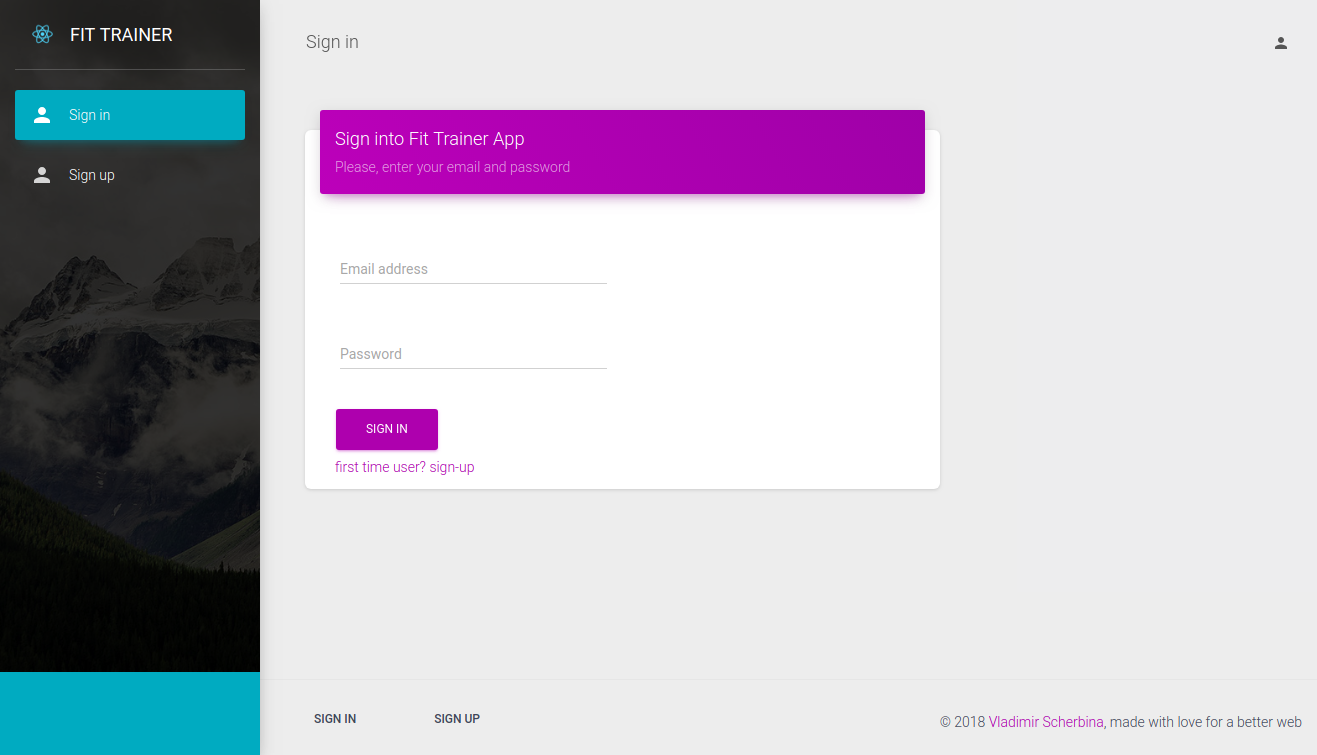 FIT TRAINER
Sign in
Sign up
Sign in
Sign into Fit Trainer App
Please, enter your email and password
Email address
Password
SIGN IN
first time user? sign-up
SIGN IN
SIGN UP
© 2018 Vladimir Scherbina, made with love for a better web